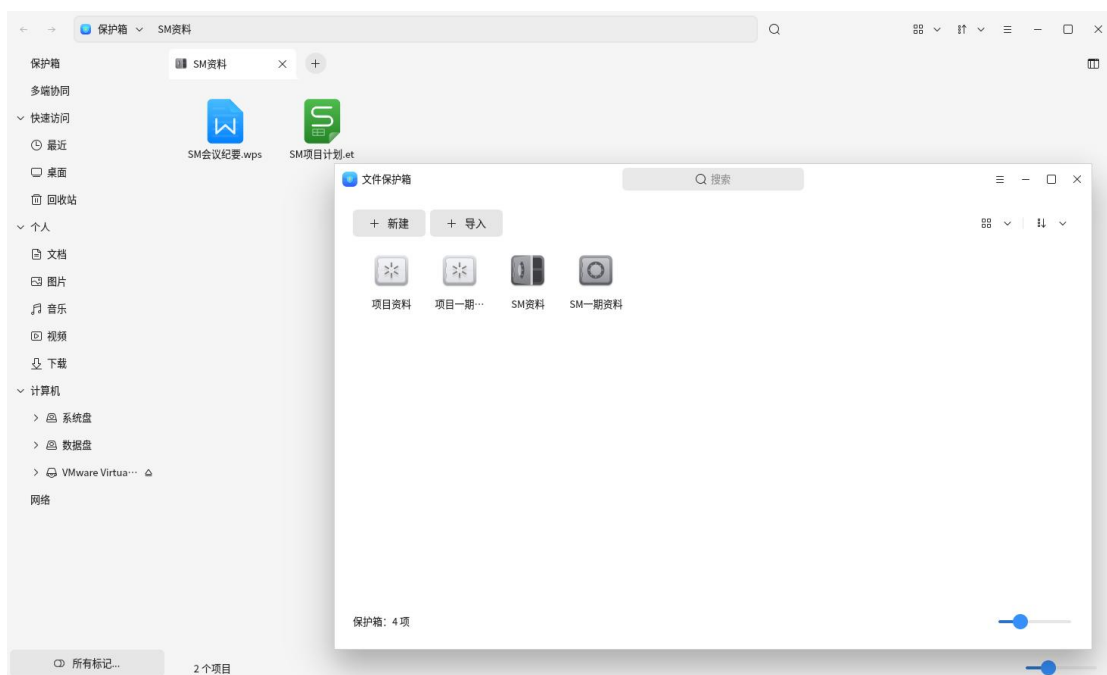 保护箱 SM资料
保护箱
多端协同
快速访问
最近
桌面
回收站
个人
文档
图片
音乐
视频
下载
计算机
系统盘
数据盘
VMware Virtua…
网络
所有标记...
SM资料
SM会议纪要.wps
SM项目计划.et
2个项目
文件保护箱
搜索
新建 导入
项目资料 项目一期… SM资料 SM一期资料
保护箱：4 项